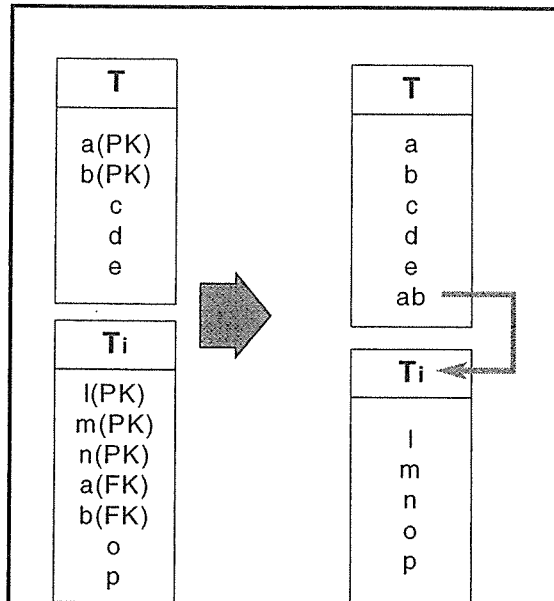 T
a(PK)
b(PK)
c
d
e
Ti
l(PK)
m(PK)
n(PK)
a(FK)
b(FK)
o
p
T
a
b
c
d
e
ab
Ti
l
m
n
o
p